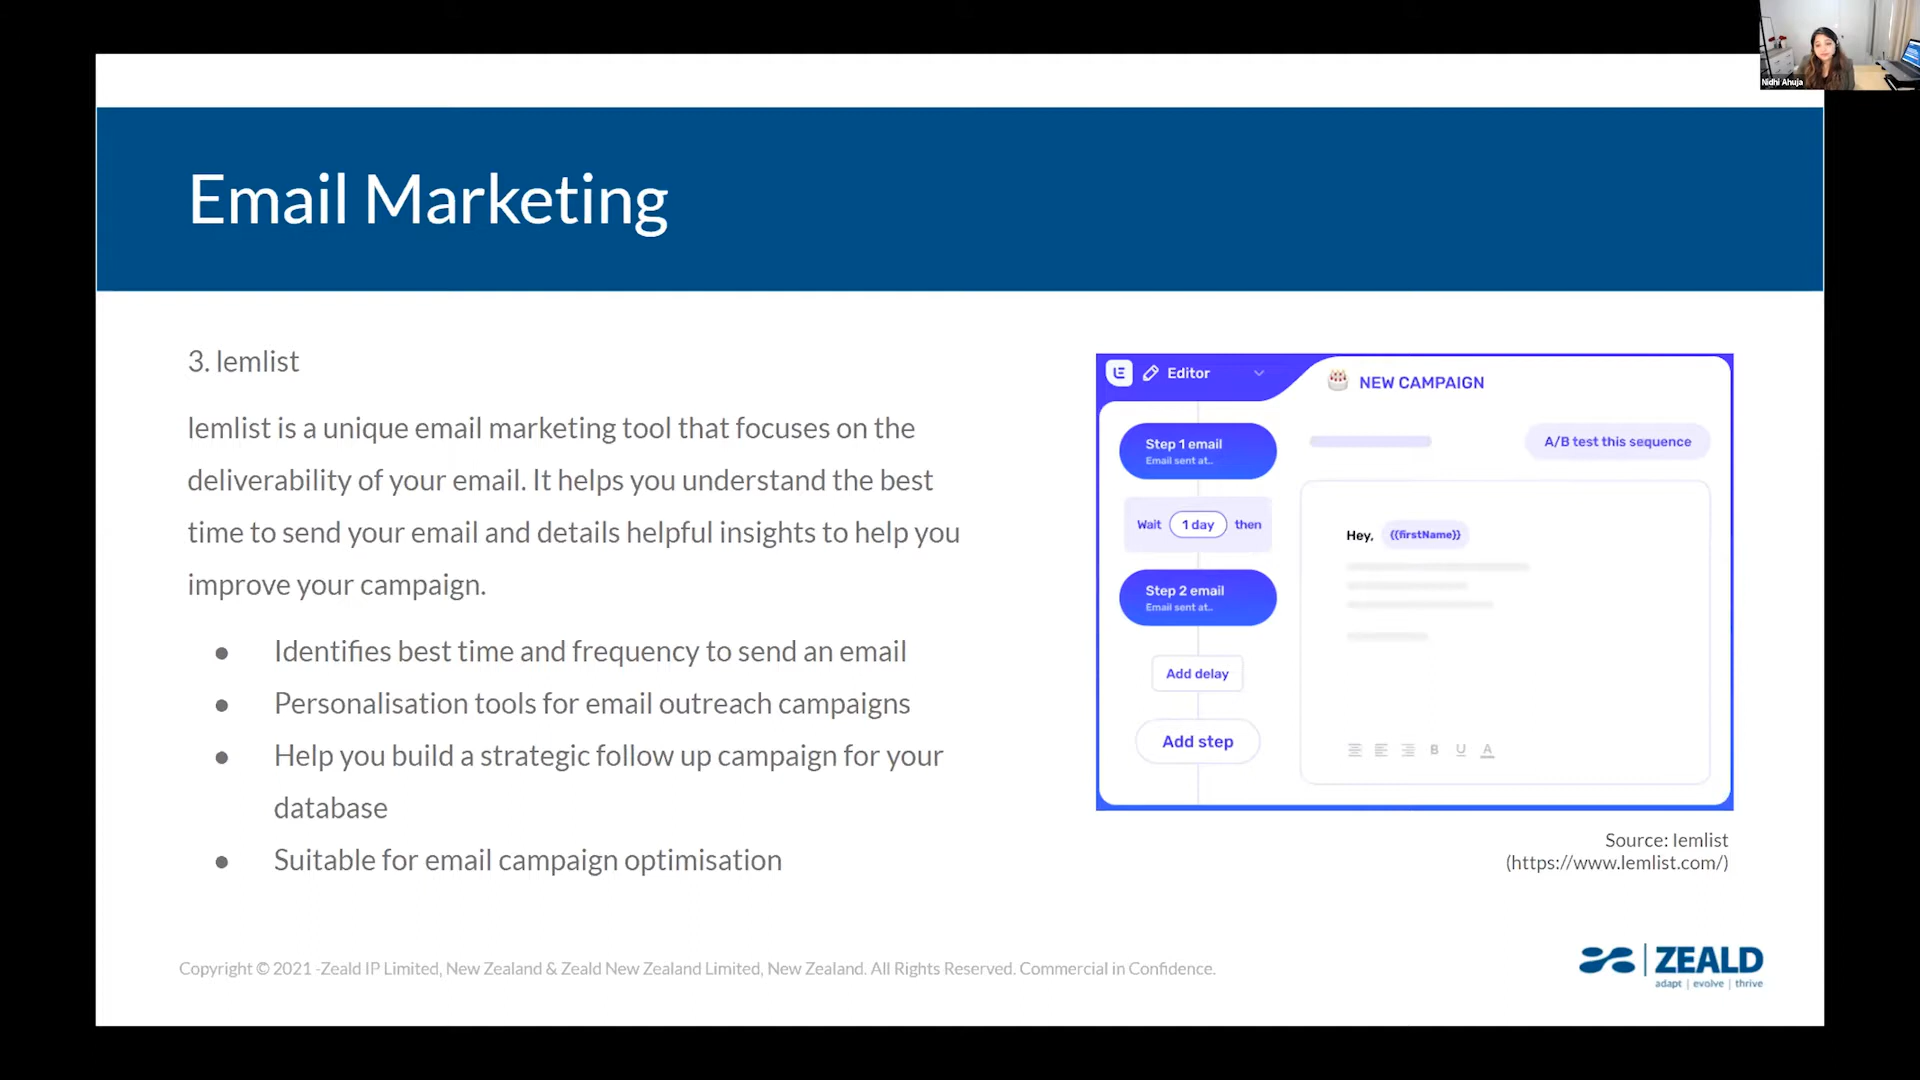 Nidhi Ahuja
Email Marketing
3. lemlist
lemlist is a unique email marketing tool that focuses on the
deliverability of your email. It helps you understand the best
time to send your email and details helpful insights to help you
improve your campaign.
● Identifies best time and frequency to send an email
● Personalisation tools for email outreach campaigns
● Help you build a strategic follow up campaign for your
database
● Suitable for email campaign optimisation
Editor
NEW CAMPAIGN
Step 1 email
Email sent at..
A/B test this sequence
Wait 1 day then
Hey, {{firstName}}
Step 2 email
Email sent at..
Add delay
Add step
B U A
Source: lemlist
(https://www.lemlist.com/)
Copyright © 2021 -Zeald IP Limited, New Zealand & Zeald New Zealand Limited, New Zealand. All Rights Reserved. Commercial in Confidence.
ZEALD
adapt | evolve | thrive